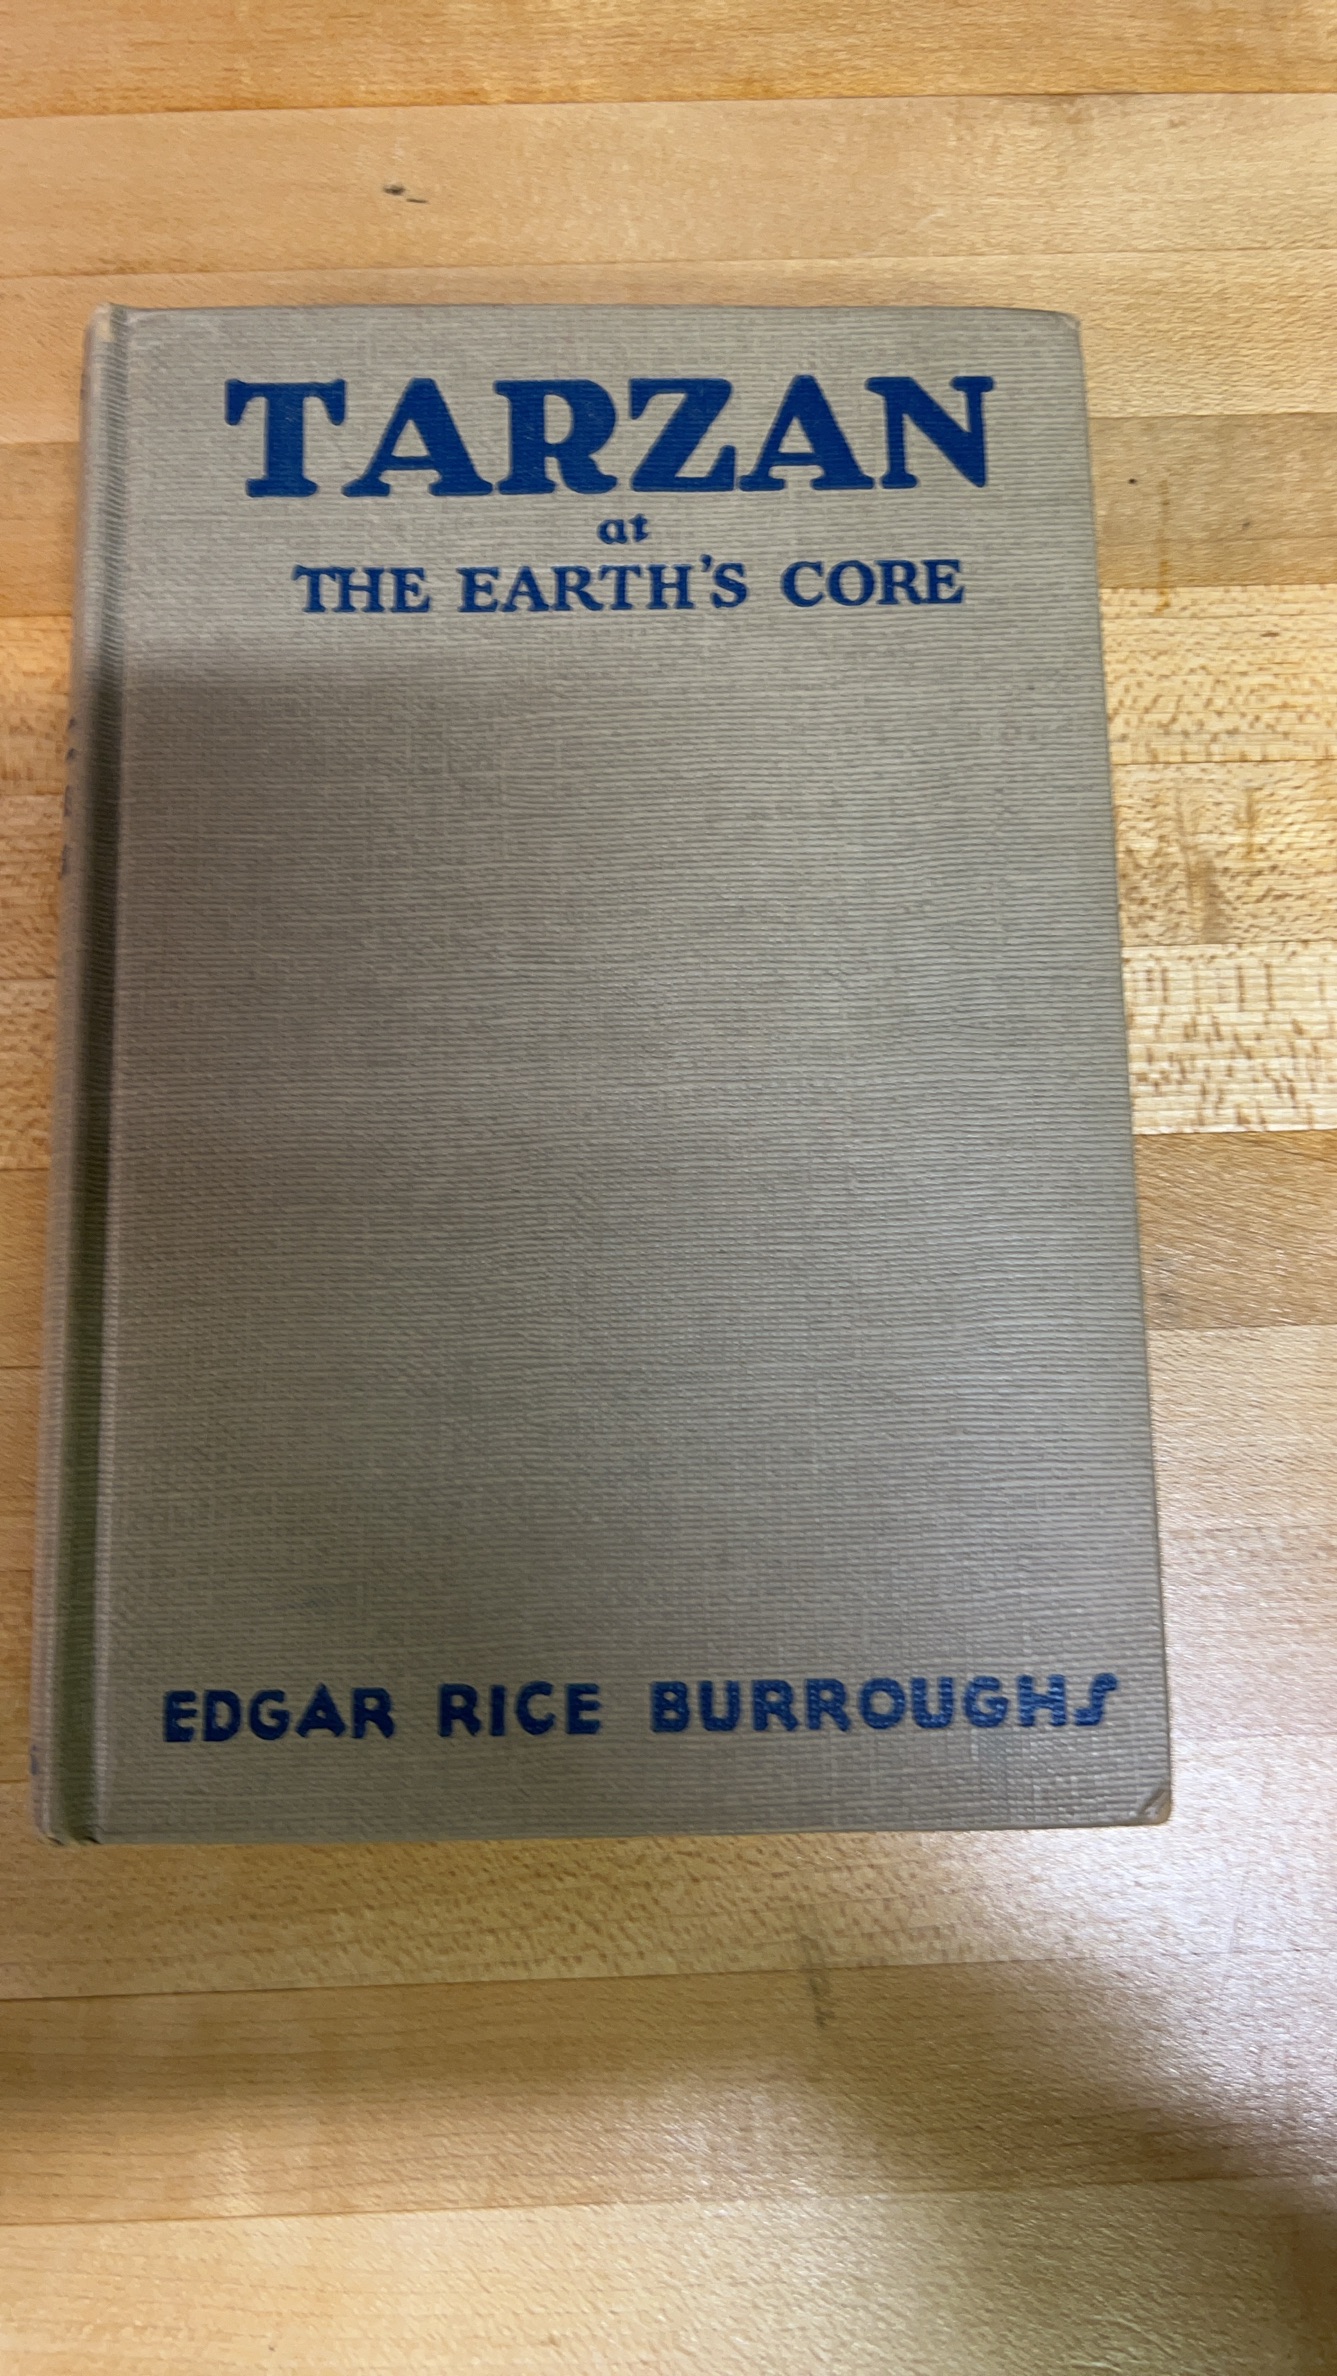 TARZAN
at
THE EARTH'S CORE
EDGAR RICE BURROUGHS